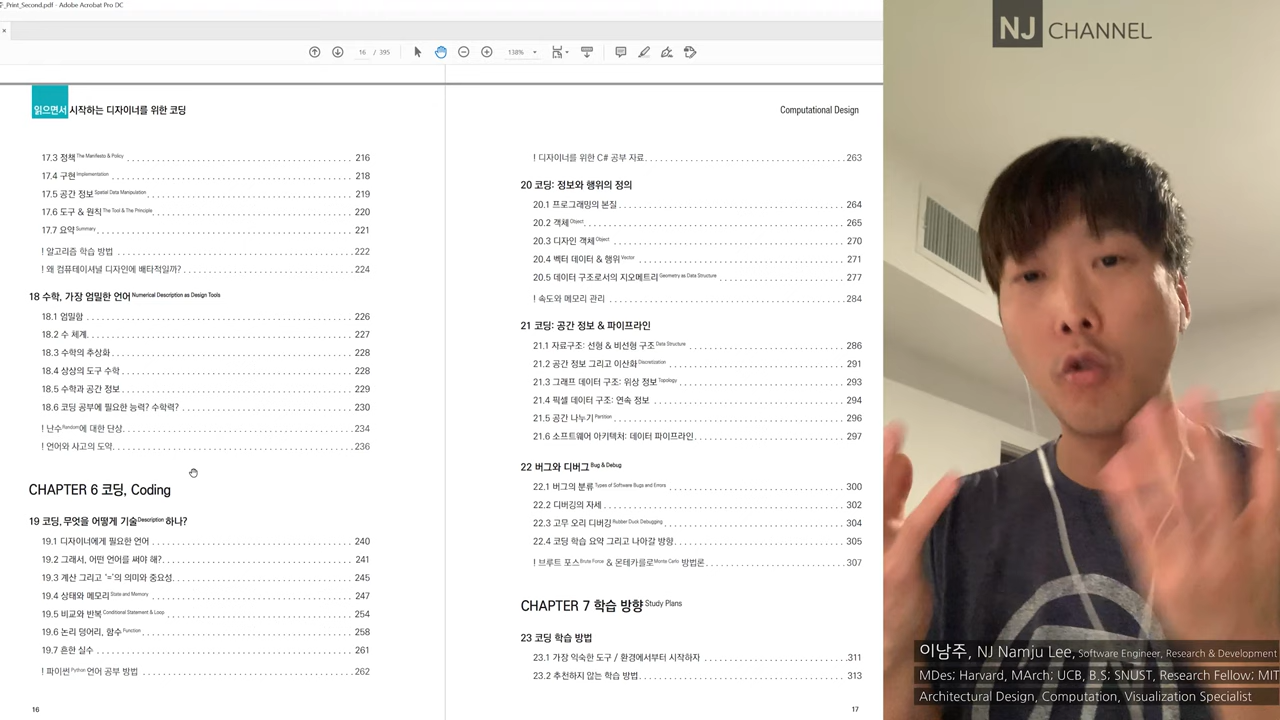 F_Print_Second.pdf - Adobe Acrobat Pro DC
16 / 395
138%
읽으면서 시작하는 디자이너를 위한 코딩
17.3 정책 The Manifesto & Policy 216
17.4 구현 Implementation 218
17.5 공간 정보 Spatial Data Manipulation 219
17.6 도구 & 원칙 The Tool & The Principle 220
17.7 요약 Summary 221
! 알고리즘 학습 방법 222
! 왜 컴퓨테이셔널 디자인에 배타적일까? 224
18 수학, 가장 엄밀한 언어 Numerical Description as Design Tools
18.1 엄밀함 226
18.2 수 체계 227
18.3 수학의 추상화 228
18.4 상상의 도구 수학 228
18.5 수학과 공간 정보 229
18.6 코딩 공부에 필요한 능력? 수학력? 230
! 난수 Random에 대한 단상 234
! 언어와 사고의 도약 236
CHAPTER 6 코딩, Coding
19 코딩, 무엇을 어떻게 기술 Description 하나?
19.1 디자이너에게 필요한 언어 240
19.2 그래서, 어떤 언어를 써야 해? 241
19.3 계산 그리고 '='의 의미와 중요성 245
19.4 상태와 메모리 State and Memory 247
19.5 비교와 반복 Conditional Statement & Loop 254
19.6 논리 덩어리, 함수 Function 258
19.7 흔한 실수 261
! 파이썬 Python 언어 공부 방법 262
16
Computational Design
! 디자이너를 위한 C# 공부 자료 263
20 코딩: 정보와 행위의 정의
20.1 프로그래밍의 본질 264
20.2 객체 Object 265
20.3 디자인 객체 Object 270
20.4 벡터 데이터 & 행위 Vector 271
20.5 데이터 구조로서의 지오메트리 Geometry as Data Structure 277
! 속도와 메모리 관리 284
21 코딩: 공간 정보 & 파이프라인
21.1 자료구조: 선형 & 비선형 구조 Data Structure 286
21.2 공간 정보 그리고 이산화 Discretization 291
21.3 그래프 데이터 구조: 위상 정보 Topology 293
21.4 픽셀 데이터 구조: 연속 정보 294
21.5 공간 나누기 Partition 296
21.6 소프트웨어 아키텍처: 데이터 파이프라인 297
22 버그와 디버그 Bug & Debug
22.1 버그의 분류 Types of Software Bugs and Errors 300
22.2 디버깅의 자세 302
22.3 고무 오리 디버깅 Rubber Duck Debugging 304
22.4 코딩 학습 요약 그리고 나아갈 방향 305
! 브루트 포스 Brute Force & 몬테카를로 Monte Carlo 방법론 307
CHAPTER 7 학습 방향 Study Plans
23 코딩 학습 방법
23.1 가장 익숙한 도구 / 환경에서부터 시작하자 311
23.2 추천하지 않는 학습 방법 313
17
NJ CHANNEL
이남주, NJ Namju Lee, Software Engineer, Research & Development
MDes; Harvard, MArch; UCB, B.S; SNUST, Research Fellow; MIT
Architectural Design, Computation, Visualization Specialist